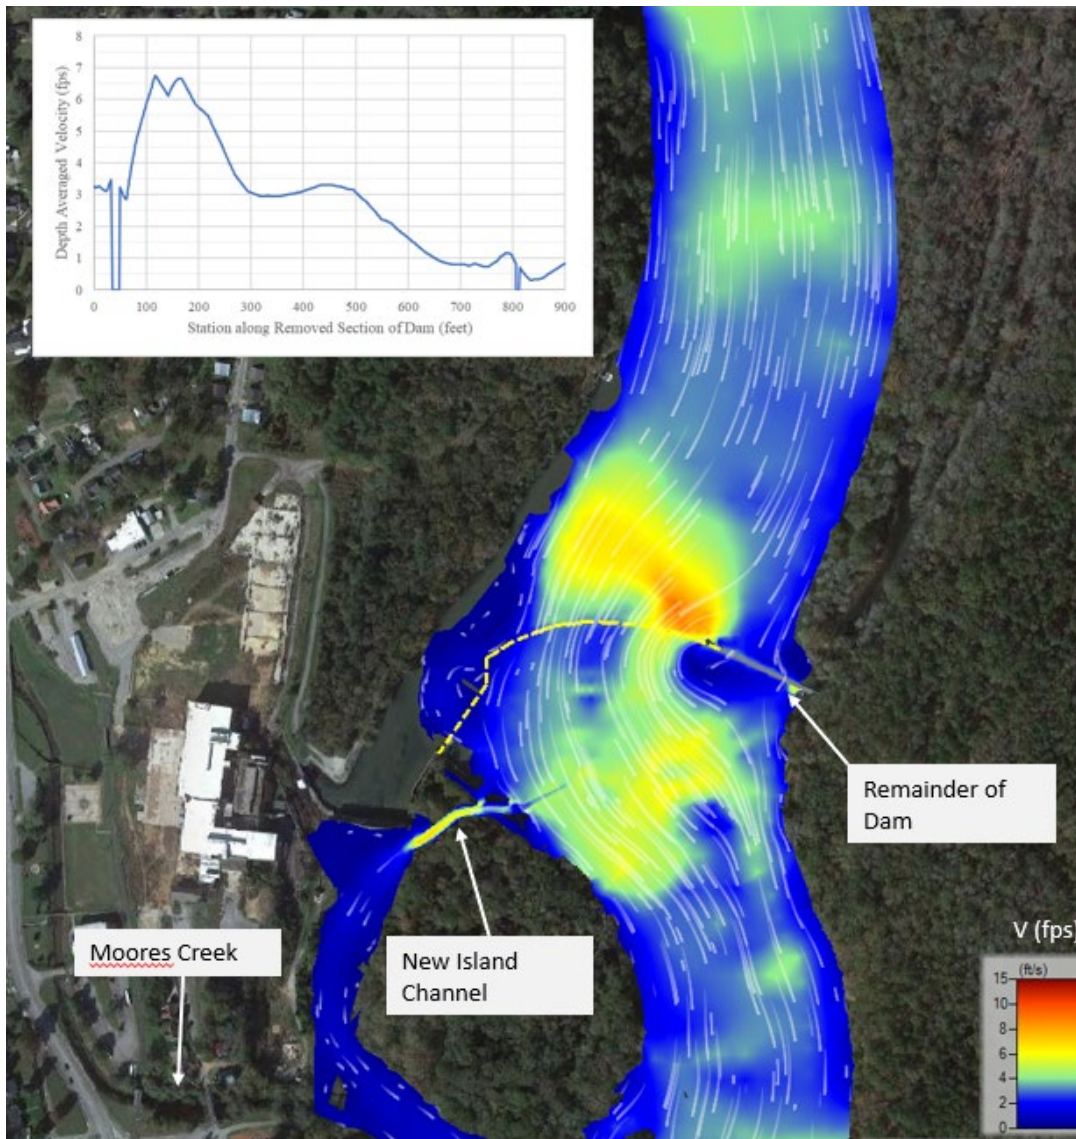 Depth Averaged Velocity (fps)
8
7
6
5
4
3
2
1
0
0 100 200 300 400 500 600 700 800 900
Station along Removed Section of Dam (feet)
Remainder of
Dam
New Island
Channel
Moores Creek
V (fps)
(ft/s)
15
10
8
6
4
2
0